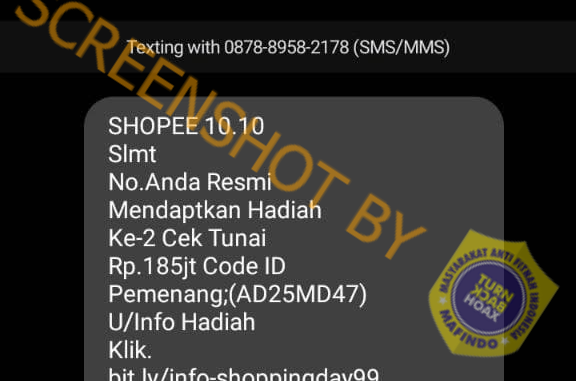 Texting with 0878-8958-2178 (SMS/MMS)
SHOPEE 10.10
Slmt
No.Anda Resmi
Mendaptkan Hadiah
Ke-2 Cek Tunai
Rp.185jt Code ID
Pemenang;(AD25MD47)
U/Info Hadiah
Klik.
bit.ly/info-shoppingday99
SCREENSHOT BY
MASYARAKAT ANTI FITNAH INDONESIA
TURN
BACK
HOAX
MAFINDO